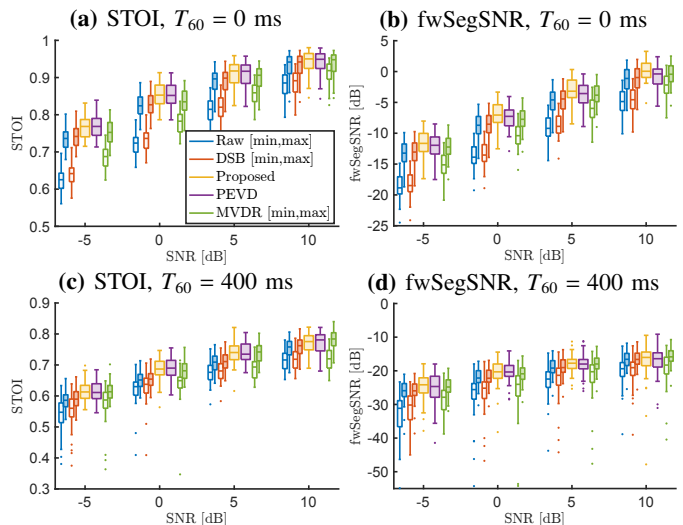 (a) STOI, T60 = 0 ms
(b) fwSegSNR, T60 = 0 ms
STOI
1
0.9
0.8
0.7
0.6
0.5
-5 0 5 10
SNR [dB]
Raw [min,max]
DSB [min,max]
Proposed
PEVD
MVDR [min,max]
fwSegSNR [dB]
5
0
-5
-10
-15
-20
-25
-5 0 5 10
SNR [dB]
(c) STOI, T60 = 400 ms
(d) fwSegSNR, T60 = 400 ms
STOI
0.9
0.8
0.7
0.6
0.5
0.4
0.3
-5 0 5 10
SNR [dB]
fwSegSNR [dB]
0
-10
-20
-30
-40
-50
-5 0 5 10
SNR [dB]